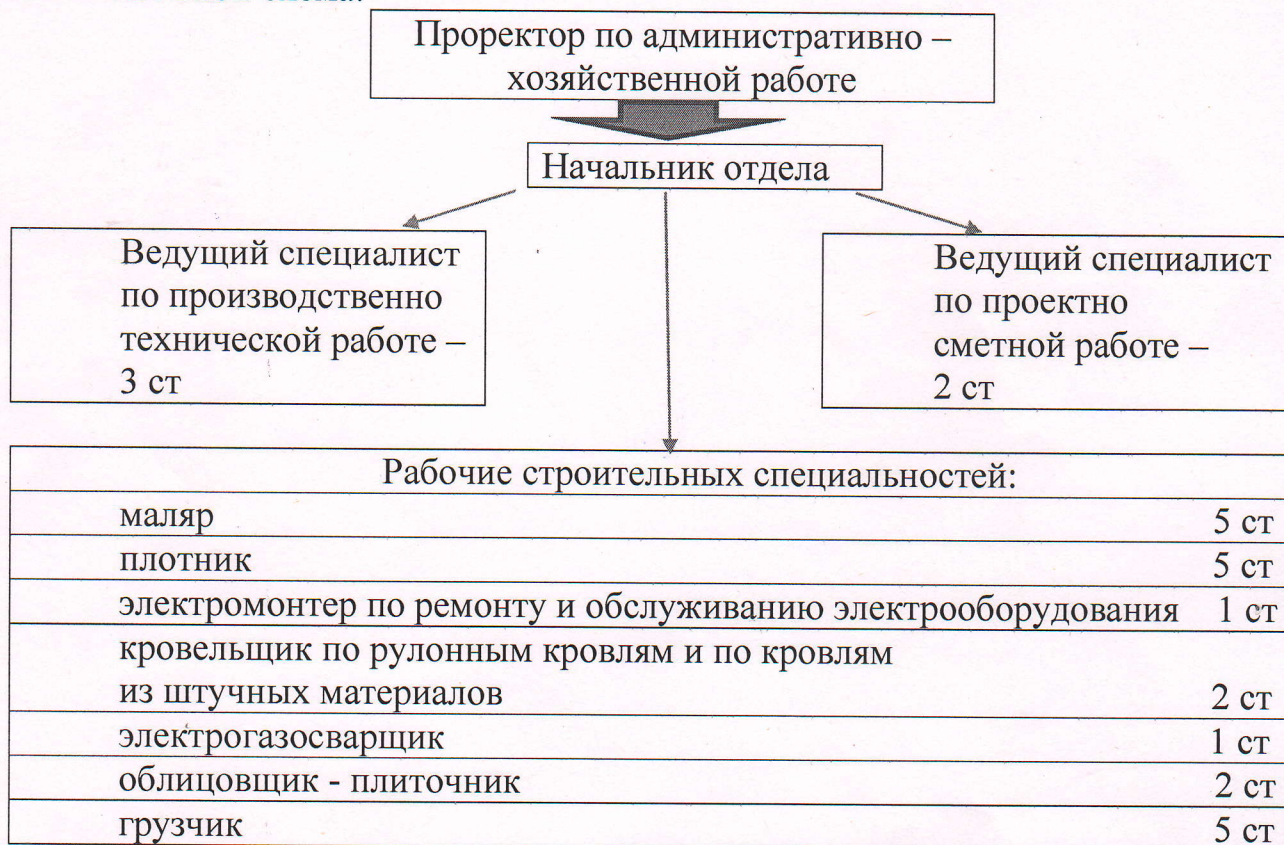 Проректор по административно –
хозяйственной работе
Начальник отдела
Ведущий специалист
по производственно
технической работе –
3 ст
Ведущий специалист
по проектно
сметной работе –
2 ст
Рабочие строительных специальностей:
маляр 5 ст
плотник 5 ст
электромонтер по ремонту и обслуживанию электрооборудования 1 ст
кровельщик по рулонным кровлям и по кровлям
из штучных материалов 2 ст
электрогазосварщик 1 ст
облицовщик - плиточник 2 ст
грузчик 5 ст